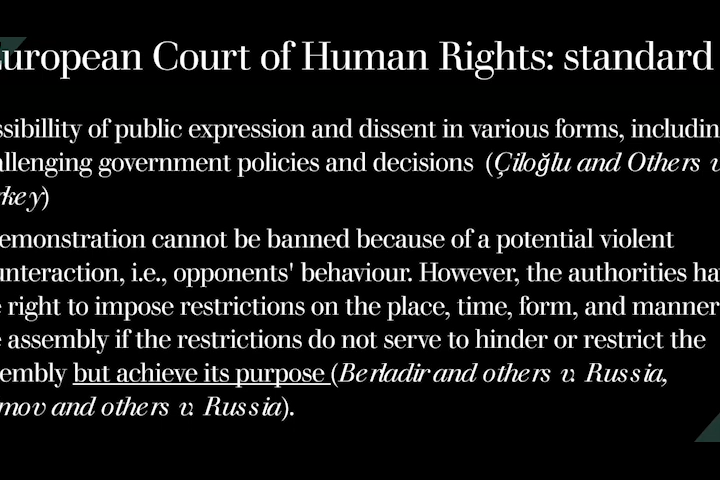 uropean Court of Human Rights: standard
ssibillity of public expression and dissent in various forms, includin
allenging government policies and decisions (Çiloğlu and Others v
rkey)
emonstration cannot be banned because of a potential violent
unteraction, i.e., opponents' behaviour. However, the authorities ha
e right to impose restrictions on the place, time, form, and manner
e assembly if the restrictions do not serve to hinder or restrict the
embly but achieve its purpose (Berladir and others v. Russia,
mov and others v. Russia).